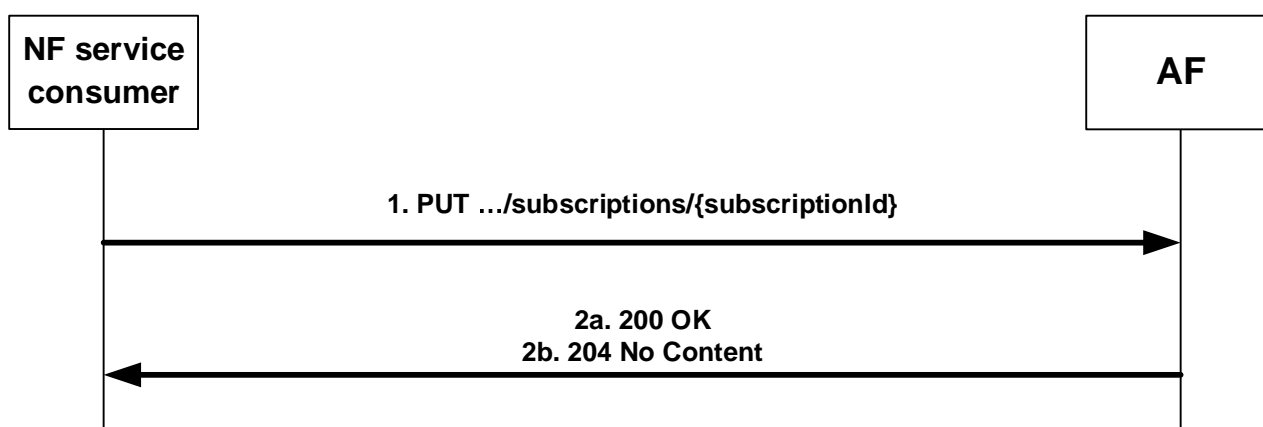 NF service
consumer
AF
1. PUT …/subscriptions/{subscriptionId}
2a. 200 OK
2b. 204 No Content